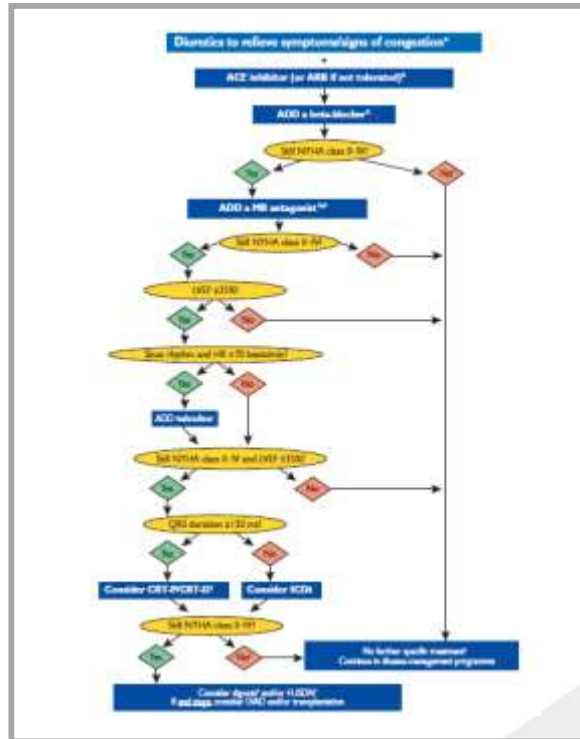 Diuretics to relieve symptoms/signs of congestion
+
ACE inhibitor (or ARB if not tolerated)
ADD a beta-blocker
Still NYHA class II-IV?
Yes
No
ADD a MR antagonist
Still NYHA class II-IV?
Yes
No
LVEF ≤35%?
Yes
No
Sinus rhythm and HR ≥70 beats/min?
Yes
No
ADD ivabradine
Still NYHA class II-IV and LVEF ≤35%?
Yes
No
QRS duration ≥120 ms?
Yes
No
Consider CRT-P/CRT-D
Consider ICD
Still NYHA class II-IV?
Yes
No
No further specific treatment
Continue in disease-management programme
Consider digoxin and/or H-ISDN
If end stage, consider LVAD and/or transplantation